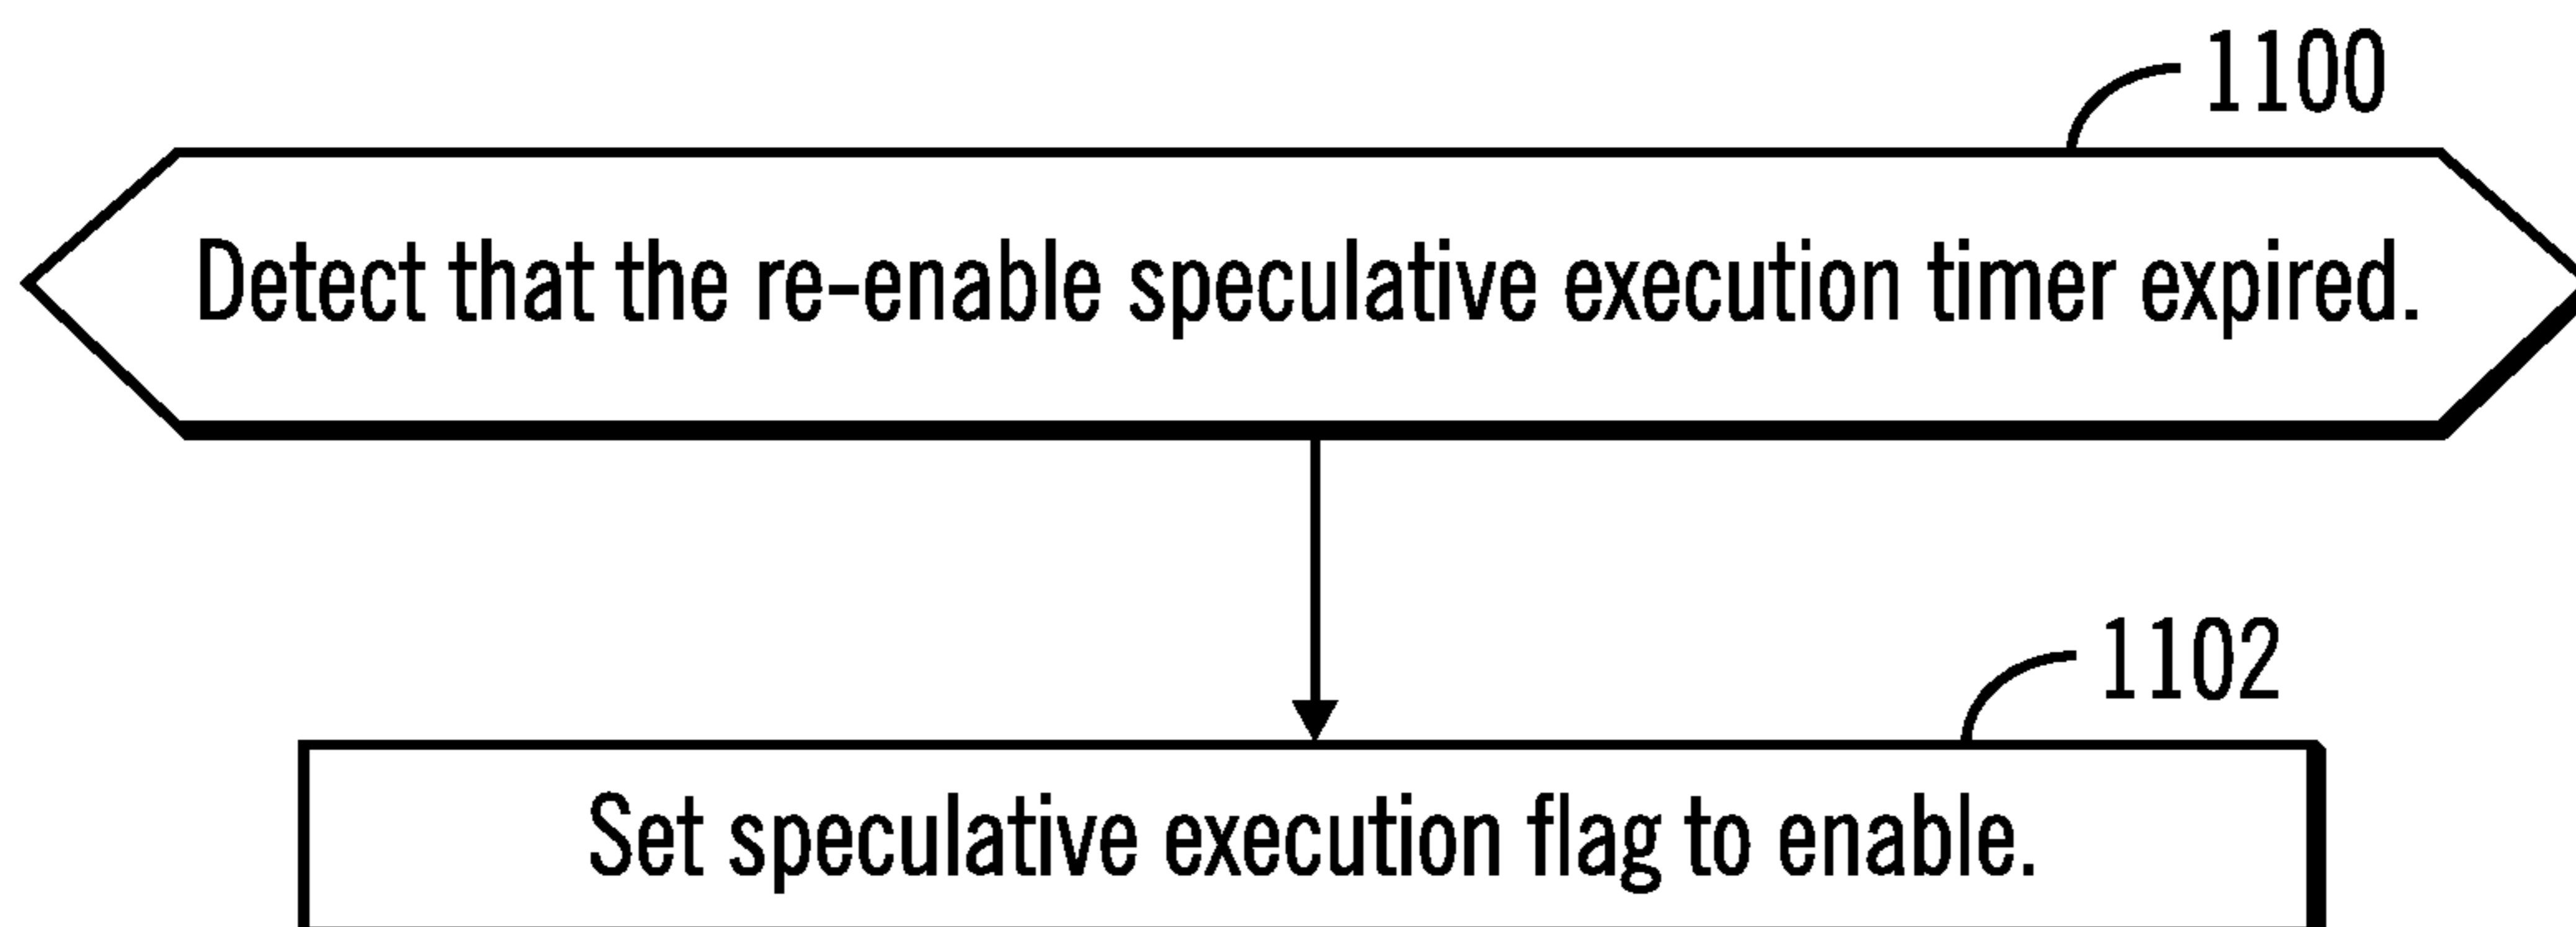 1100
Detect that the re-enable speculative execution timer expired.
1102
Set speculative execution flag to enable.